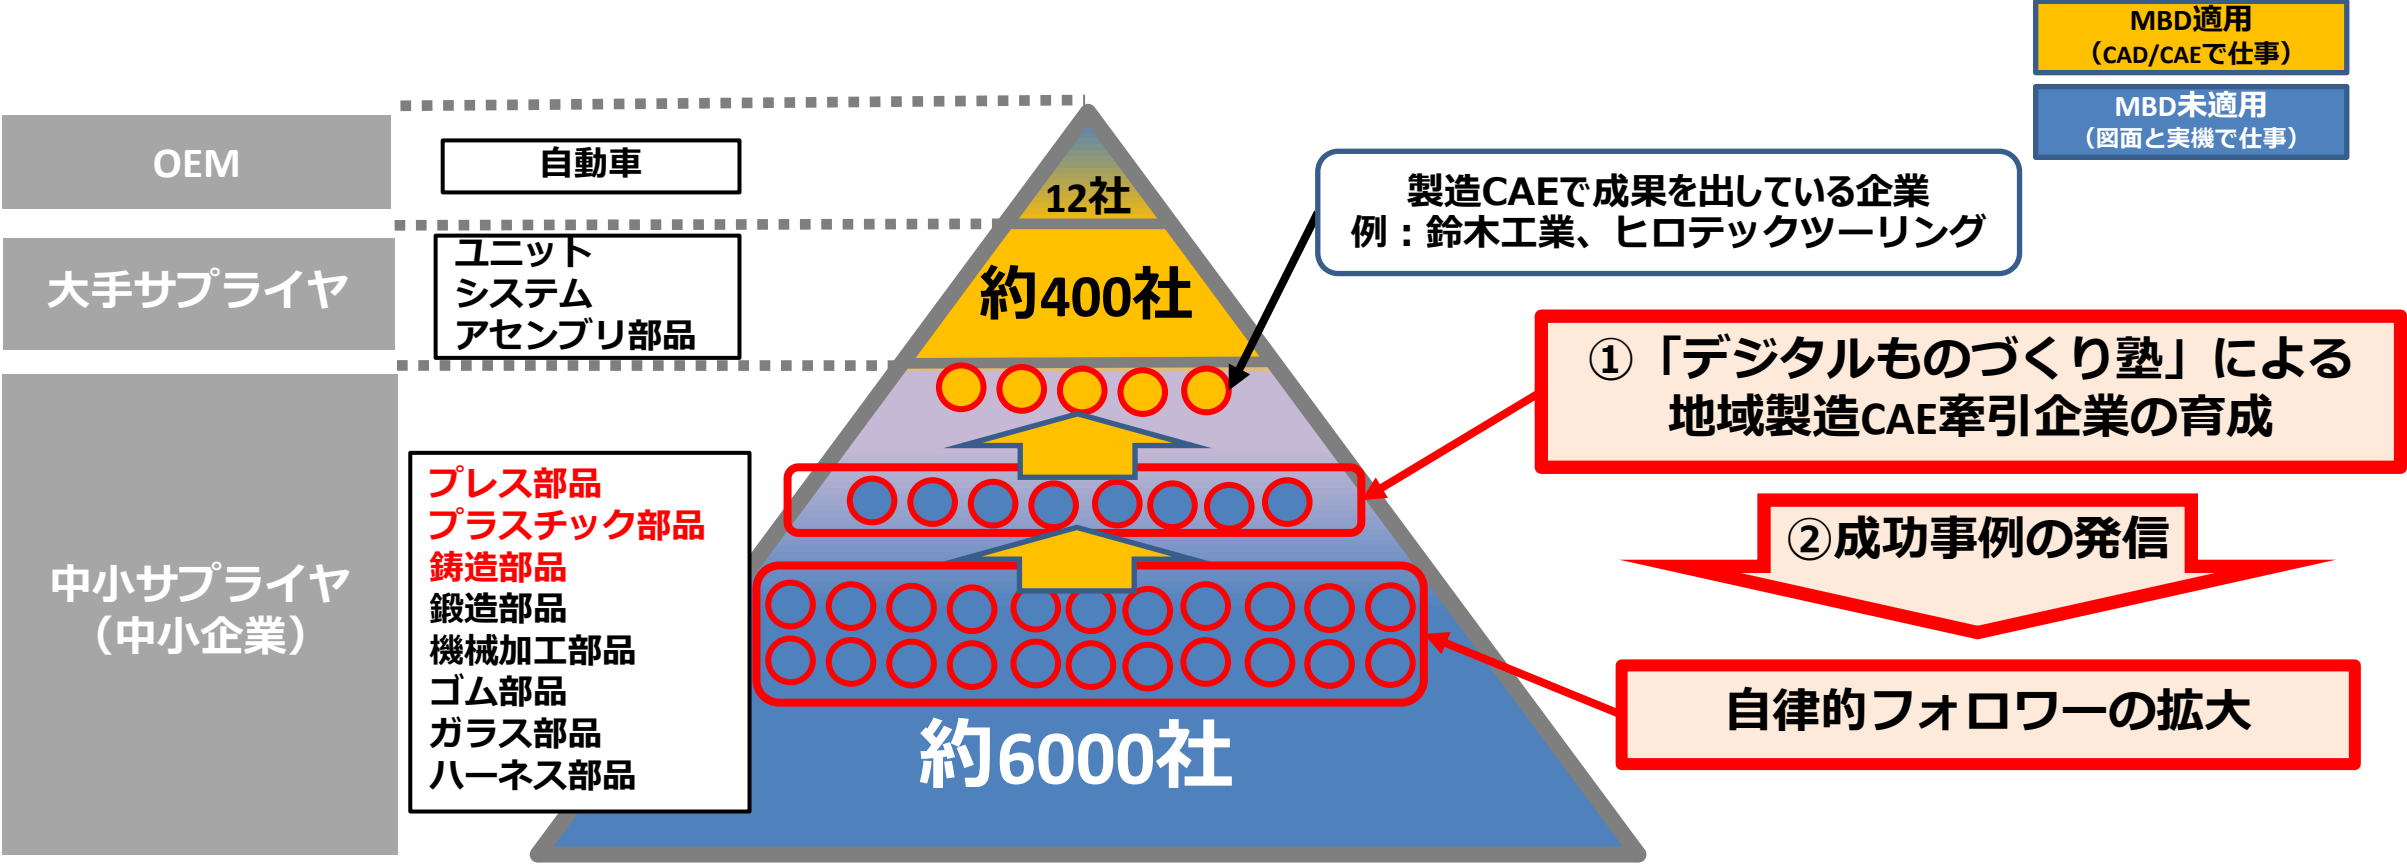 MBD適用
（CAD/CAEで仕事）
MBD未適用
（図面と実機で仕事）
OEM
自動車
12社
製造CAEで成果を出している企業
例：鈴木工業、ヒロテックツーリング
大手サプライヤ
ユニット
システム
アセンブリ部品
約400社
①「デジタルものづくり塾」による
地域製造CAE牽引企業の育成
②成功事例の発信
自律的フォロワーの拡大
中小サプライヤ
（中小企業）
プレス部品
プラスチック部品
鋳造部品
鍛造部品
機械加工部品
ゴム部品
ガラス部品
ハーネス部品
約6000社